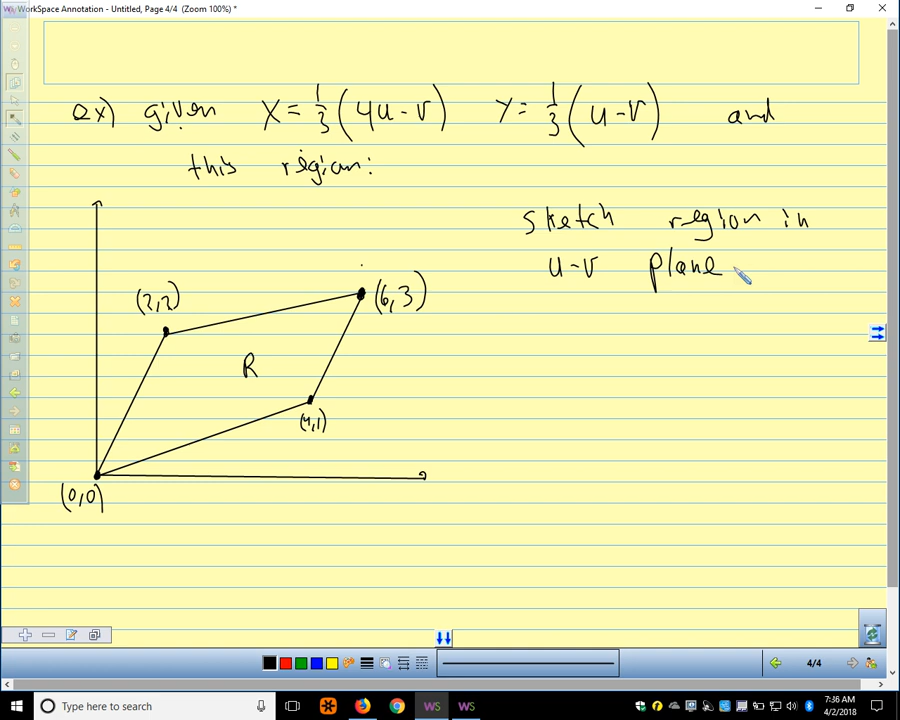 WorkSpace Annotation - Untitled, Page 4/4 (Zoom 100%) *
ex) given X = 1/3 (4u - v) Y = 1/3 (u - v) and
this region:
sketch region in
u-v plane
(2,2)
(6,3)
R
(4,1)
(0,0)
4/4
Type here to search
WS
WS
7:36 AM
4/2/2018